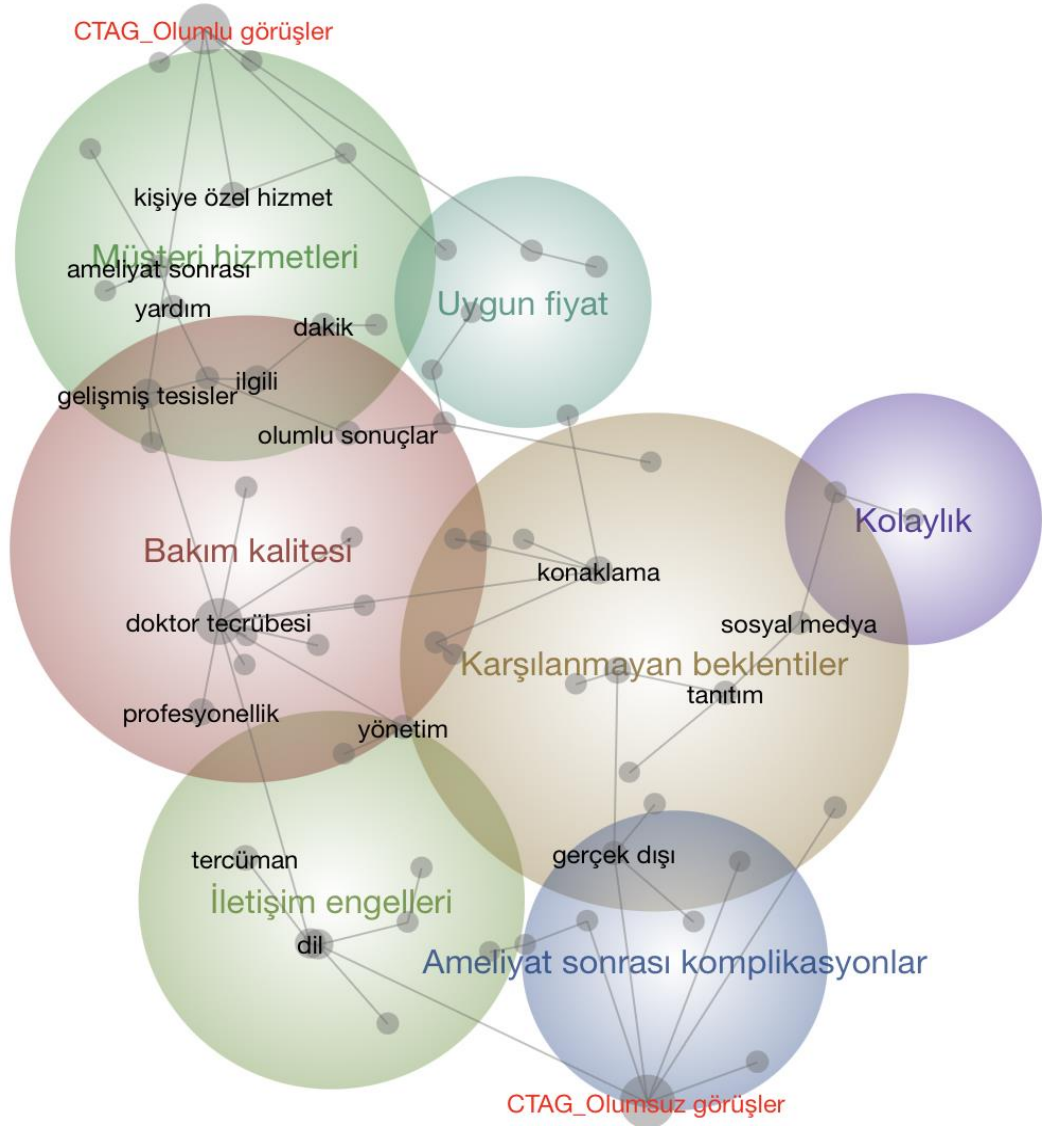 CTAG_Olumlu görüşler
kişiye özel hizmet
Müşteri hizmetleri
ameliyat sonrası
yardım
Uygun fiyat
dakik
ilgili
gelişmiş tesisler
olumlu sonuçlar
Kolaylık
Bakım kalitesi
konaklama
doktor tecrübesi
sosyal medya
Karşılanmayan beklentiler
tanıtım
profesyonellik
yönetim
gerçek dışı
tercüman
İletişim engelleri
dil
Ameliyat sonrası komplikasyonlar
CTAG_Olumsuz görüşler